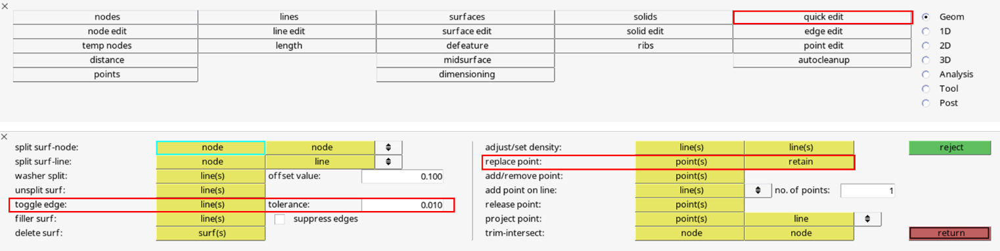 nodes lines surfaces solids quick edit Geom
node edit line edit surface edit solid edit edge edit 1D
temp nodes length defeature ribs point edit 2D
distance midsurface autocleanup 3D
points dimensioning Analysis
Tool
Post
split surf-node: node node adjust/set density: line(s) line(s) reject
split surf-line: node line replace point: point(s) retain
washer split: line(s) offset value: 0.100 add/remove point: point(s)
unsplit surf: line(s) add point on line: line(s) no. of points: 1
toggle edge: line(s) tolerance: 0.010 release point: point(s)
filler surf: line(s) suppress edges project point: point(s) line
delete surf: surf(s) trim-intersect: node node return